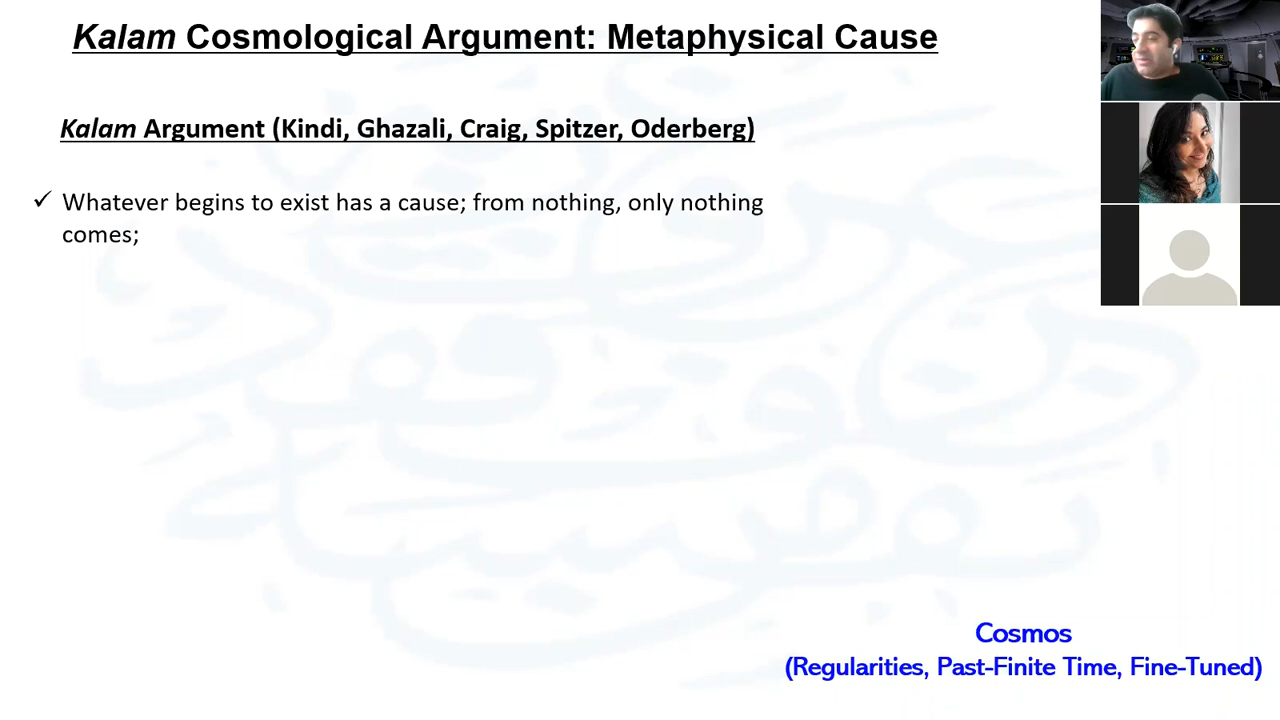 Kalam Cosmological Argument: Metaphysical Cause
Kalam Argument (Kindi, Ghazali, Craig, Spitzer, Oderberg)
✓ Whatever begins to exist has a cause; from nothing, only nothing
comes;
Cosmos
(Regularities, Past-Finite Time, Fine-Tuned)